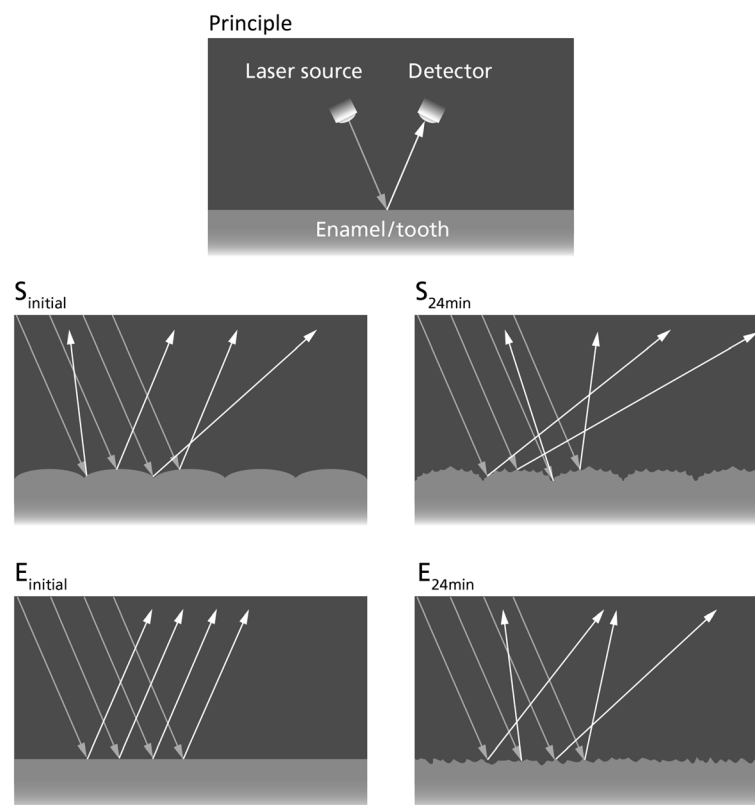 Principle
Laser source Detector
Enamel/tooth
S initial
S 24min
E initial
E 24min